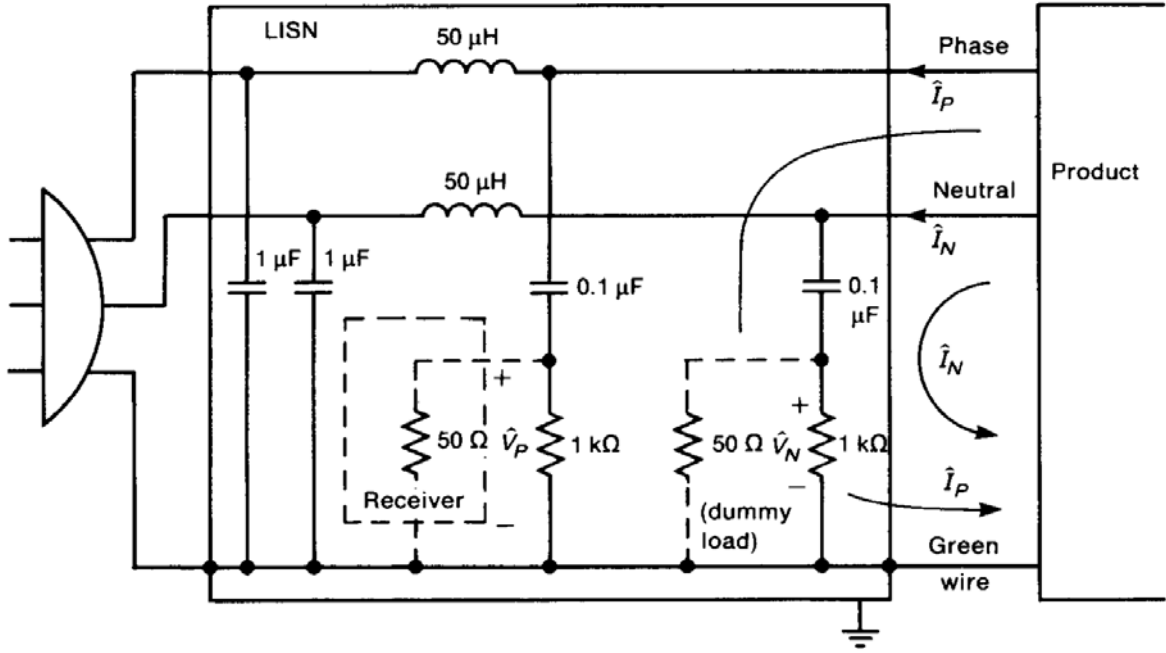 LISN
50 μH
Phase
Î_P
50 μH
Neutral
Product
Î_N
1 μF
1 μF
0.1 μF
0.1
μF
Î_N
+
+
50 Ω
V̂_P
1 kΩ
50 Ω
V̂_N
1 kΩ
Receiver
−
−
Î_P
(dummy
load)
Green
wire